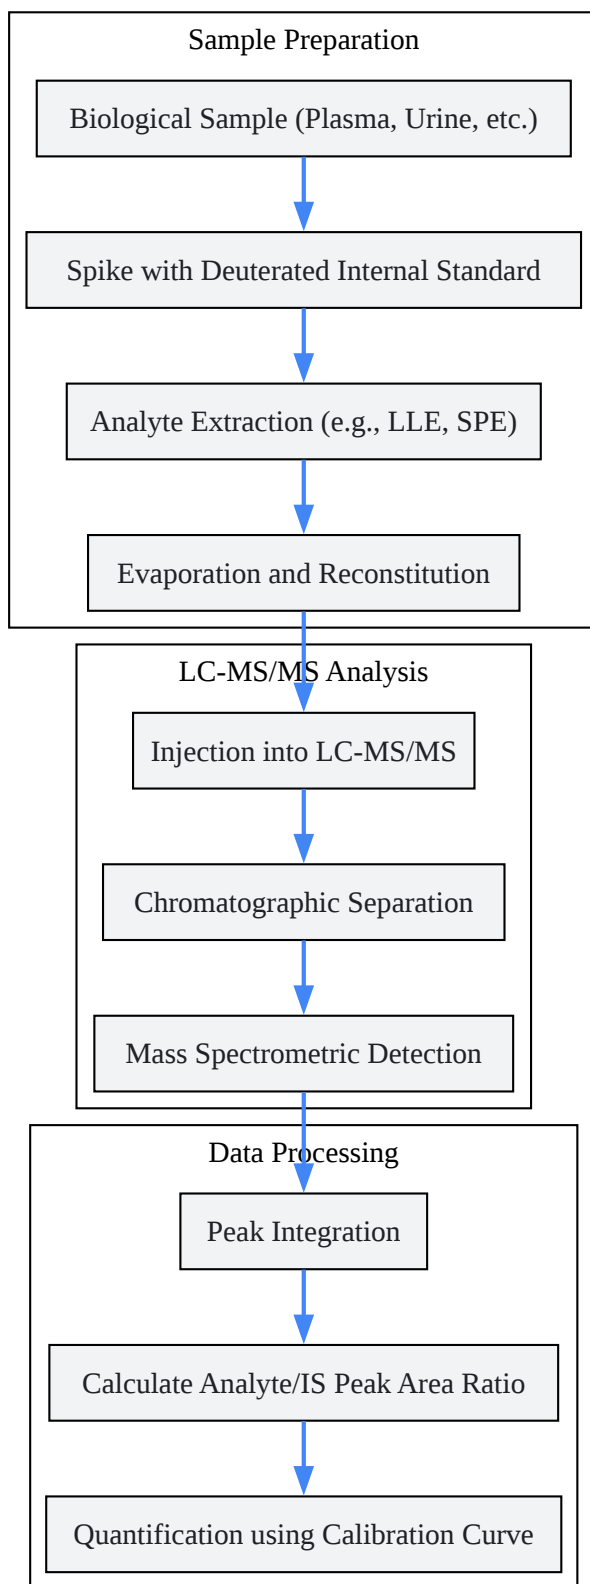 Sample Preparation
Biological Sample (Plasma, Urine, etc.)
Spike with Deuterated Internal Standard
Analyte Extraction (e.g., LLE, SPE)
Evaporation and Reconstitution
LC-MS/MS Analysis
Injection into LC-MS/MS
Chromatographic Separation
Mass Spectrometric Detection
Data Processing
Peak Integration
Calculate Analyte/IS Peak Area Ratio
Quantification using Calibration Curve